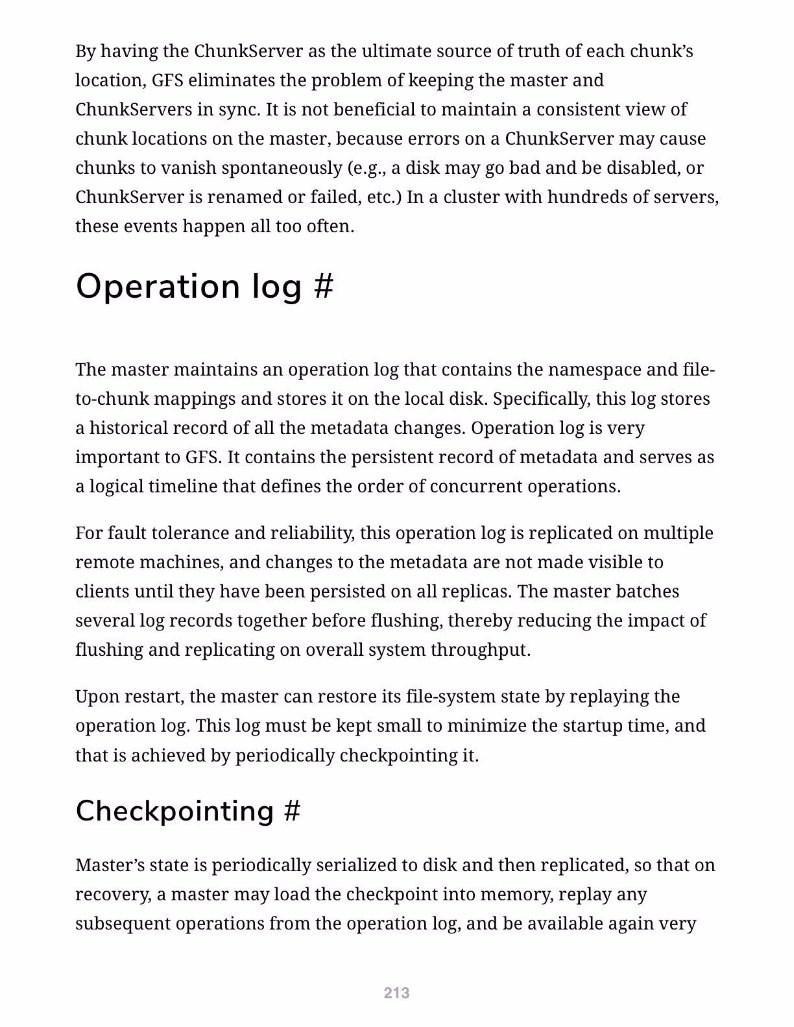 By having the ChunkServer as the ultimate source of truth of each chunk’s
location, GFS eliminates the problem of keeping the master and
ChunkServers in sync. It is not beneficial to maintain a consistent view of
chunk locations on the master, because errors on a ChunkServer may cause
chunks to vanish spontaneously (e.g., a disk may go bad and be disabled, or
ChunkServer is renamed or failed, etc.) In a cluster with hundreds of servers,
these events happen all too often.
Operation log #
The master maintains an operation log that contains the namespace and file-
to-chunk mappings and stores it on the local disk. Specifically, this log stores
a historical record of all the metadata changes. Operation log is very
important to GFS. It contains the persistent record of metadata and serves as
a logical timeline that defines the order of concurrent operations.
For fault tolerance and reliability, this operation log is replicated on multiple
remote machines, and changes to the metadata are not made visible to
clients until they have been persisted on all replicas. The master batches
several log records together before flushing, thereby reducing the impact of
flushing and replicating on overall system throughput.
Upon restart, the master can restore its file-system state by replaying the
operation log. This log must be kept small to minimize the startup time, and
that is achieved by periodically checkpointing it.
Checkpointing #
Master’s state is periodically serialized to disk and then replicated, so that on
recovery, a master may load the checkpoint into memory, replay any
subsequent operations from the operation log, and be available again very
213